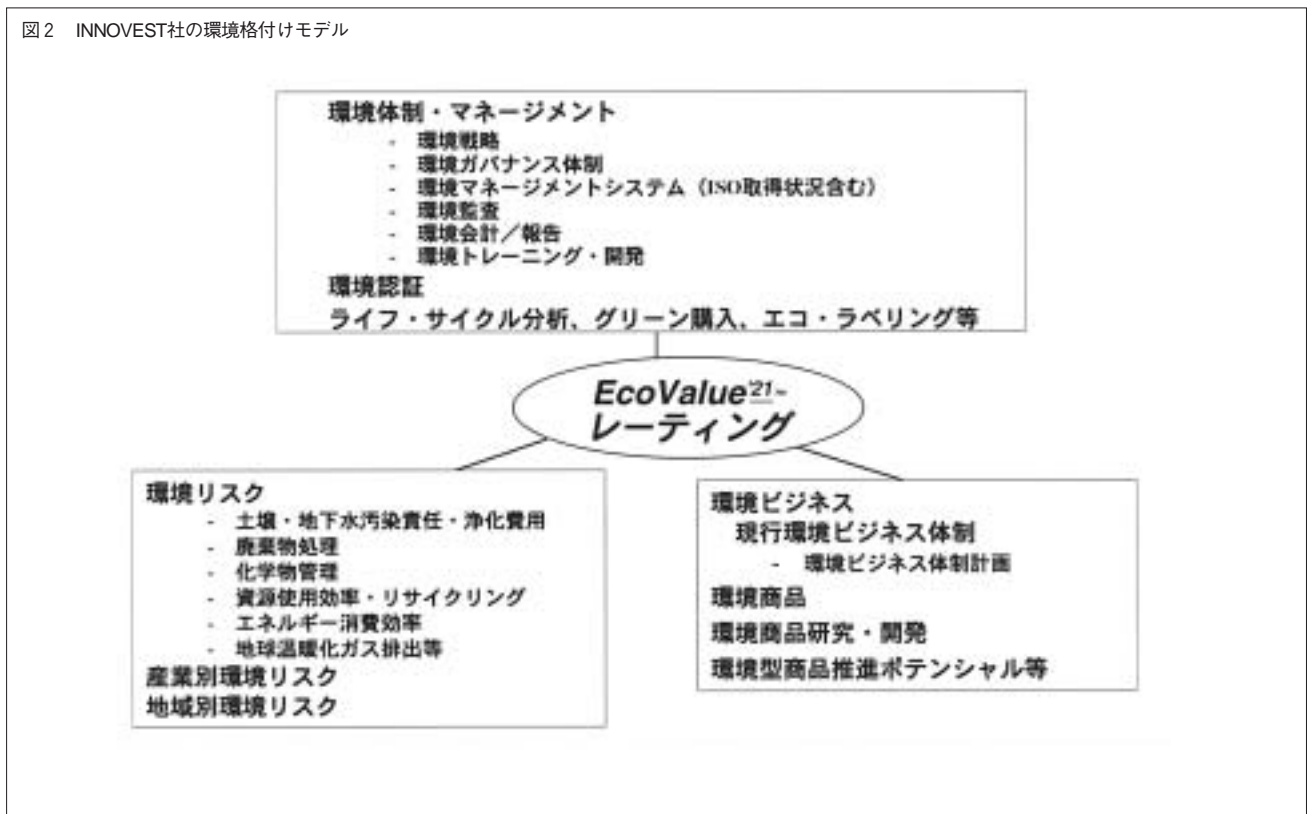 図2 INNOVEST社の環境格付けモデル
環境体制・マネージメント
- 環境戦略
- 環境ガバナンス体制
- 環境マネージメントシステム（ISO取得状況含む）
- 環境監査
- 環境会計／報告
- 環境トレーニング・開発
環境認証
ライフ・サイクル分析、グリーン購入、エコ・ラベリング等
EcoValue'21™
レーティング
環境リスク
- 土壌・地下水汚染責任・浄化費用
- 廃棄物処理
- 化学物管理
- 資源使用効率・リサイクリング
- エネルギー消費効率
- 地球温暖化ガス排出等
産業別環境リスク
地域別環境リスク
環境ビジネス
現行環境ビジネス体制
- 環境ビジネス体制計画
環境商品
環境商品研究・開発
環境型商品推進ポテンシャル等